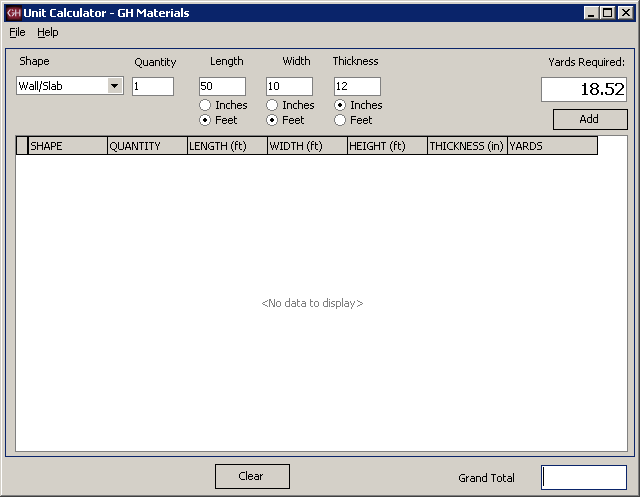 GH Unit Calculator - GH Materials
File Help
Shape Quantity Length Width Thickness Yards Required:
Wall/Slab 1 50 10 12 18.52
Inches Inches Inches
Feet Feet Feet Add
SHAPE QUANTITY LENGTH (ft) WIDTH (ft) HEIGHT (ft) THICKNESS (in) YARDS
<No data to display>
Clear Grand Total